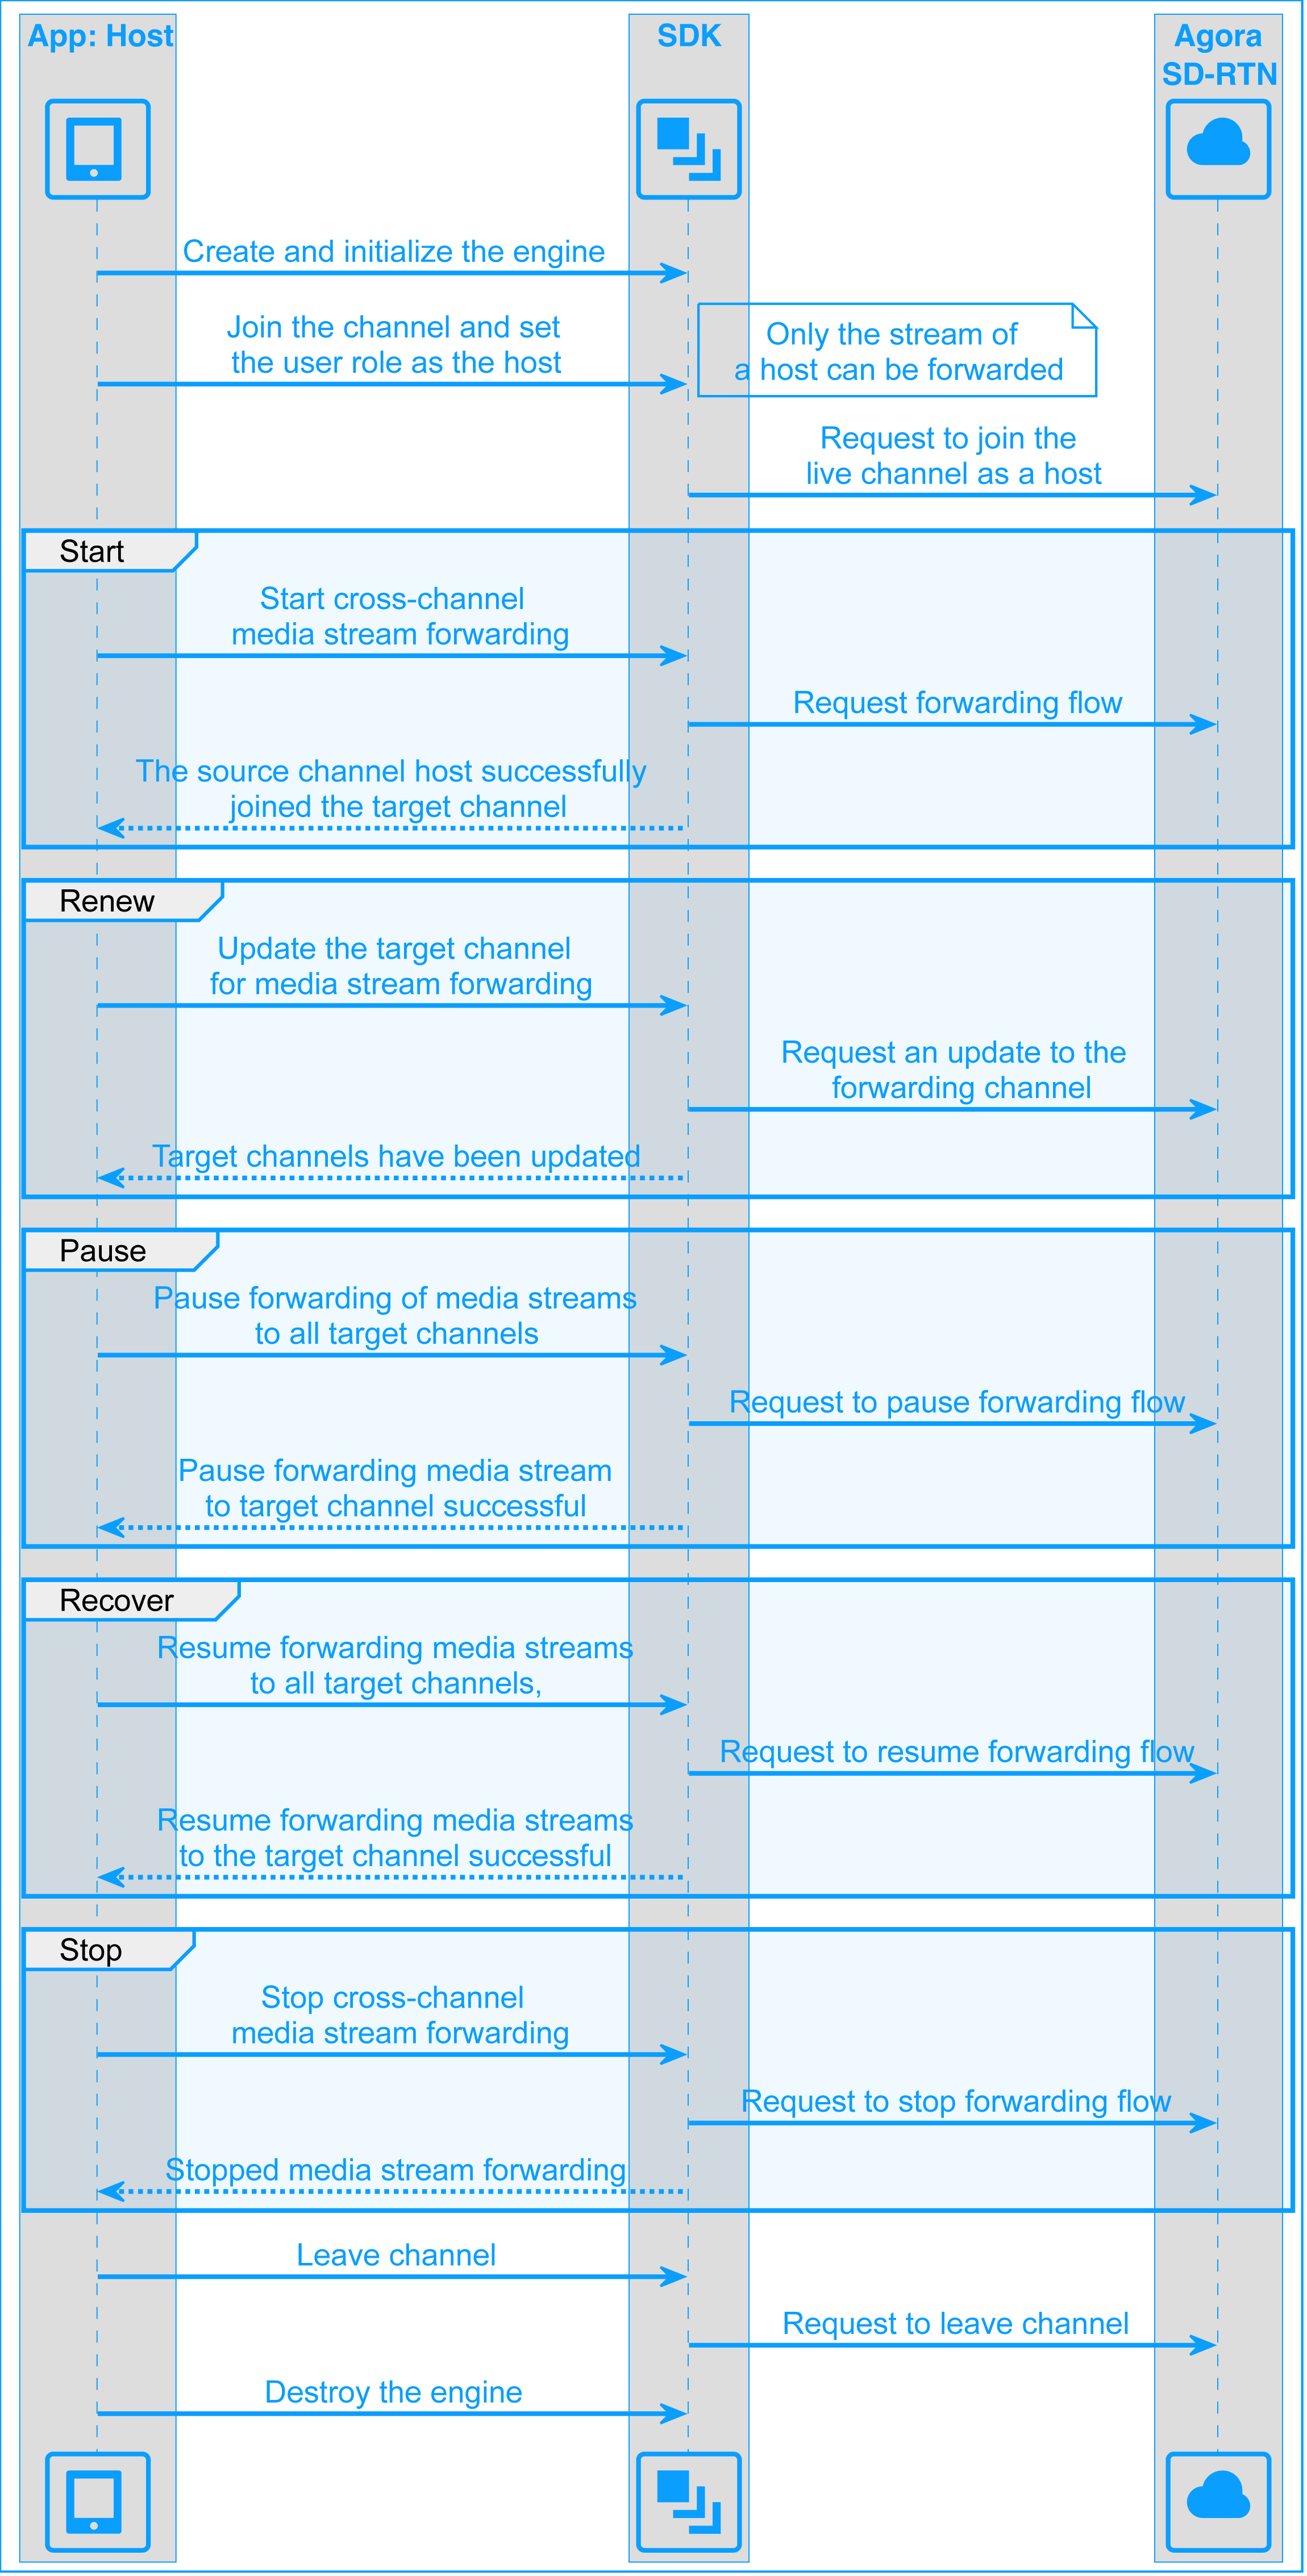 App: Host
SDK
Agora
SD-RTN
Create and initialize the engine
Join the channel and set
the user role as the host
Only the stream of
a host can be forwarded
Request to join the
live channel as a host
Start
Start cross-channel
media stream forwarding
Request forwarding flow
The source channel host successfully
joined the target channel
Renew
Update the target channel
for media stream forwarding
Request an update to the
forwarding channel
Target channels have been updated
Pause
Pause forwarding of media streams
to all target channels
Request to pause forwarding flow
Pause forwarding media stream
to target channel successful
Recover
Resume forwarding media streams
to all target channels,
Request to resume forwarding flow
Resume forwarding media streams
to the target channel successful
Stop
Stop cross-channel
media stream forwarding
Request to stop forwarding flow
Stopped media stream forwarding
Leave channel
Request to leave channel
Destroy the engine